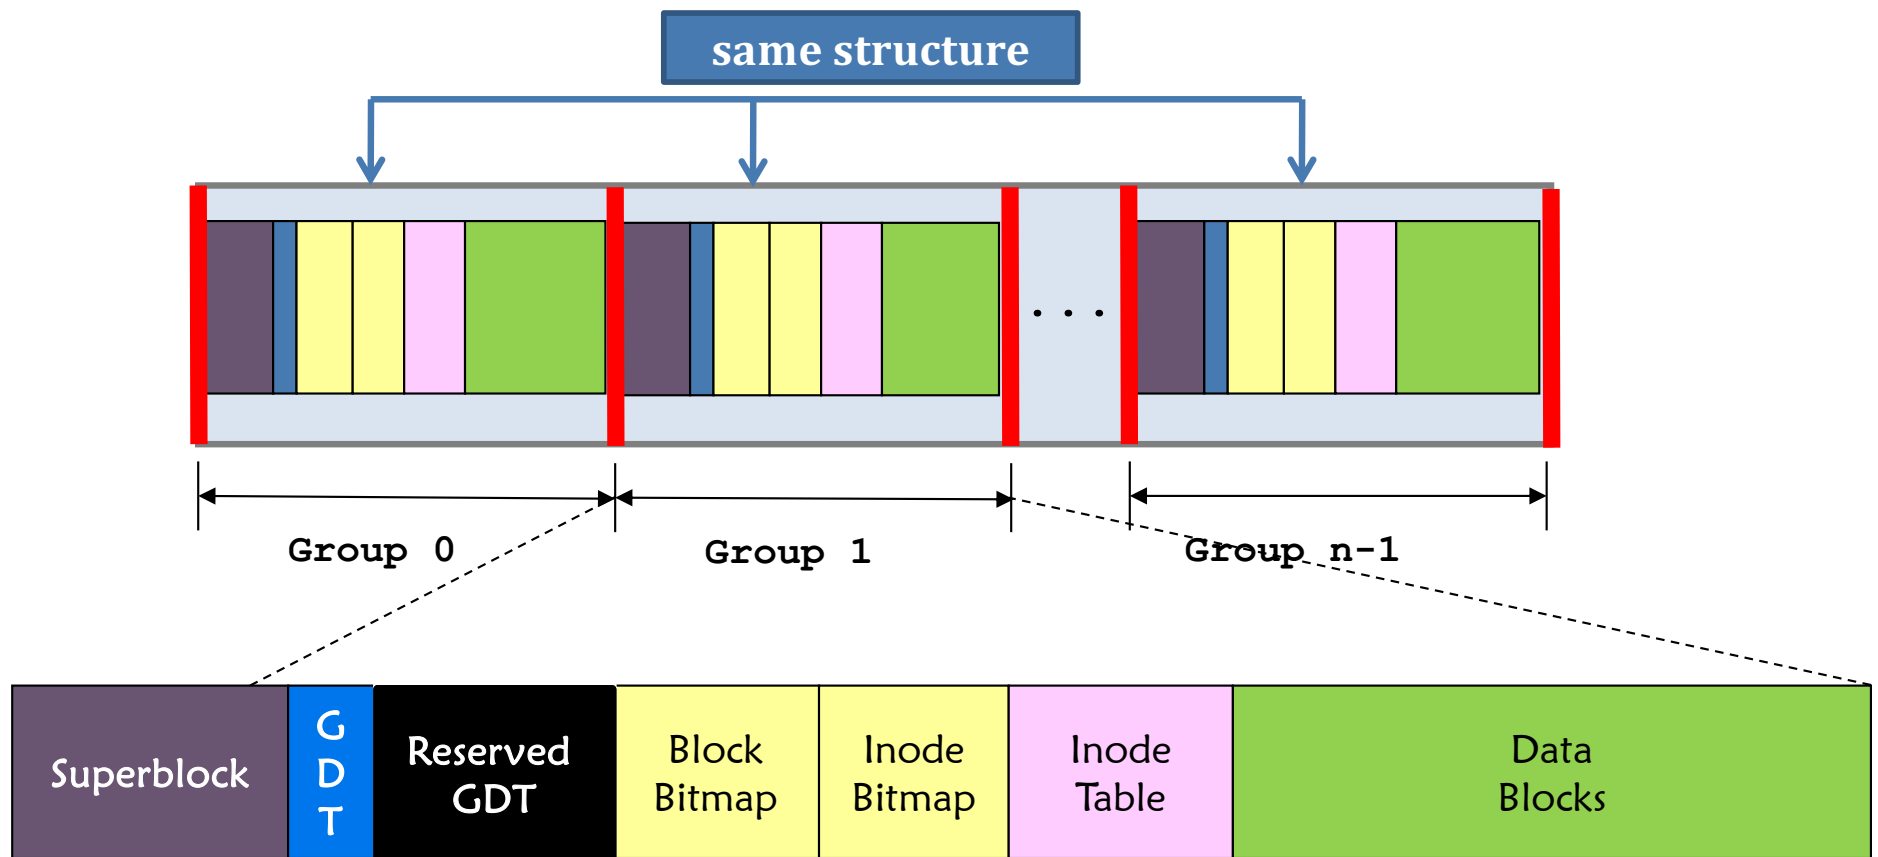 same structure
. . .
Group 0
Group 1
Group n-1
Superblock
G
D
T
Reserved
GDT
Block
Bitmap
Inode
Bitmap
Inode
Table
Data
Blocks